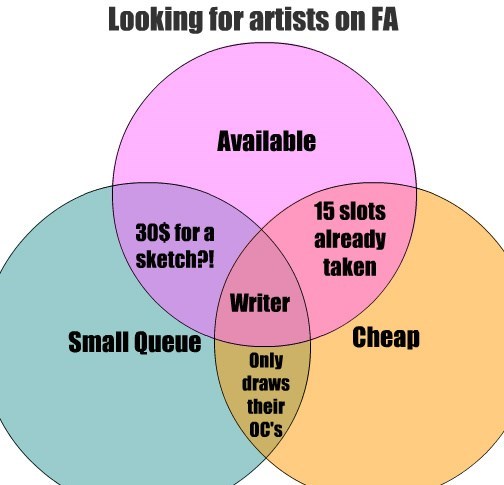 Looking for artists on FA
Available
30$ for a
sketch?!
15 slots
already
taken
Writer
Small Queue
Cheap
Only
draws
their
OC's